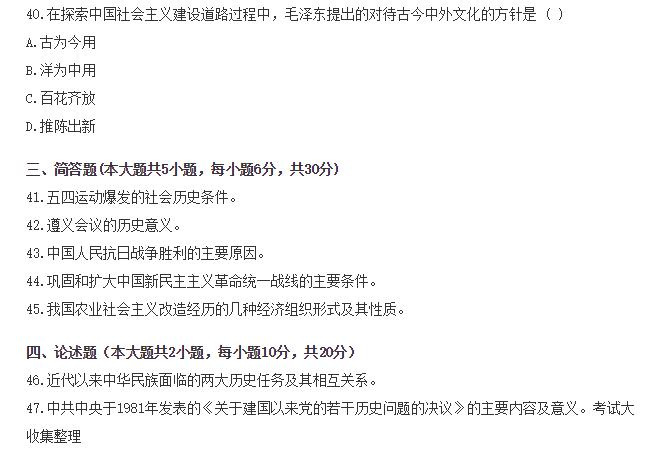 40.在探索中国社会主义建设道路过程中，毛泽东提出的对待古今中外文化的方针是 ( )
A.古为今用
B.洋为中用
C.百花齐放
D.推陈出新
三、简答题(本大题共5小题，每小题6分，共30分)
41.五四运动爆发的社会历史条件。
42.遵义会议的历史意义。
43.中国人民抗日战争胜利的主要原因。
44.巩固和扩大中国新民主主义革命统一战线的主要条件。
45.我国农业社会主义改造经历的几种经济组织形式及其性质。
四、论述题（本大题共2小题，每小题10分，共20分）
46.近代以来中华民族面临的两大历史任务及其相互关系。
47.中共中央于1981年发表的《关于建国以来党的若干历史问题的决议》的主要内容及意义。考试大
收集整理